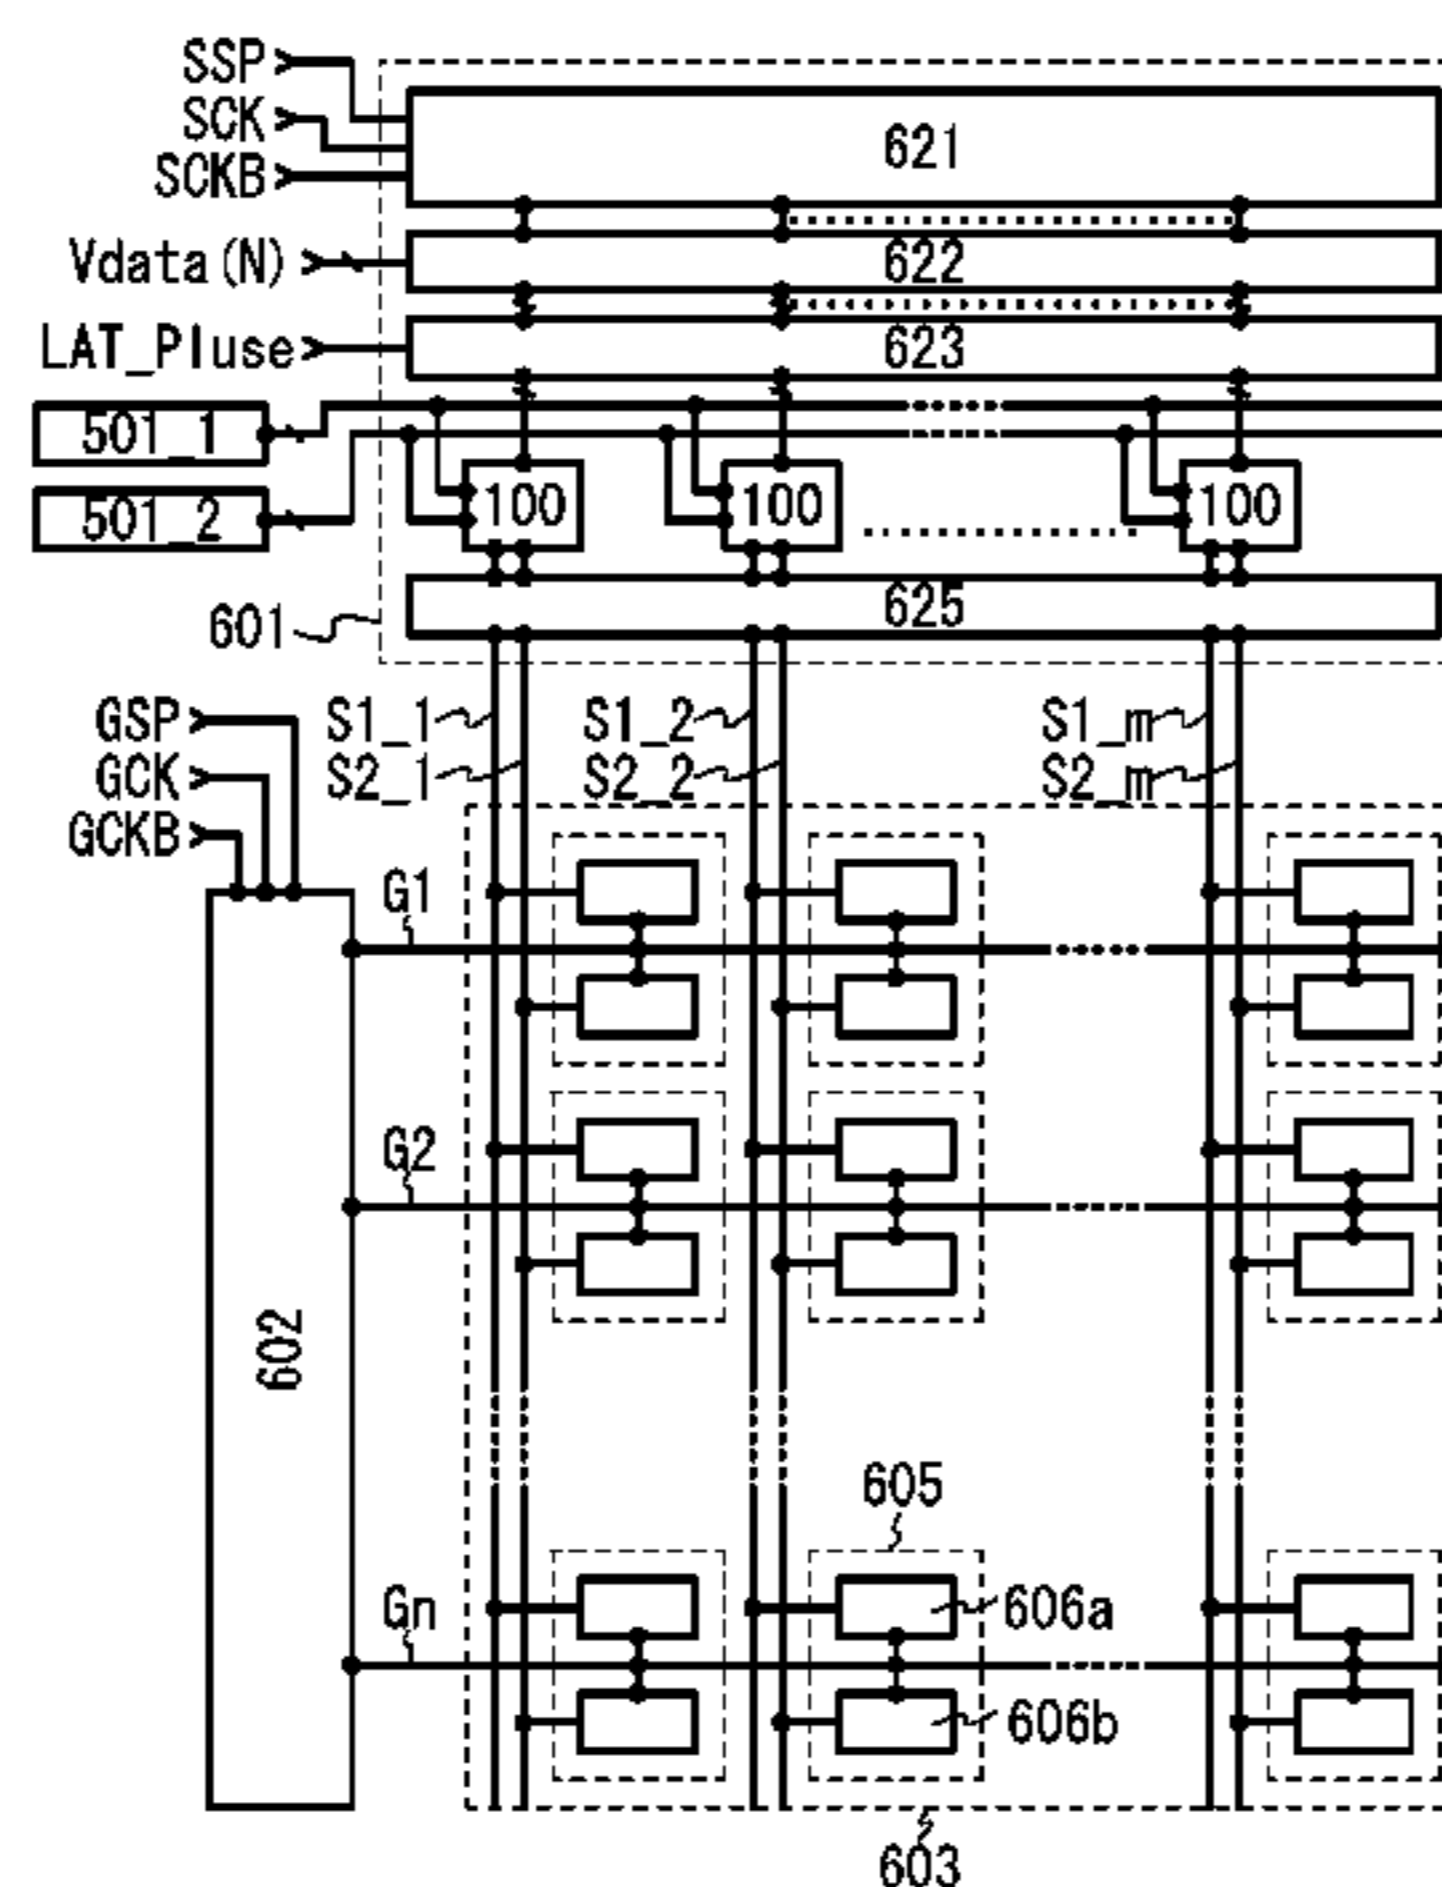 SSP
SCK
SCKB
621
Vdata(N)
622
LAT_Pluse
623
501_1
501_2
100
100
100
625
601
GSP
GCK
GCKB
S1_1
S2_1
S1_2
S2_2
S1_m
S2_m
G1
G2
602
605
Gn
606a
606b
603